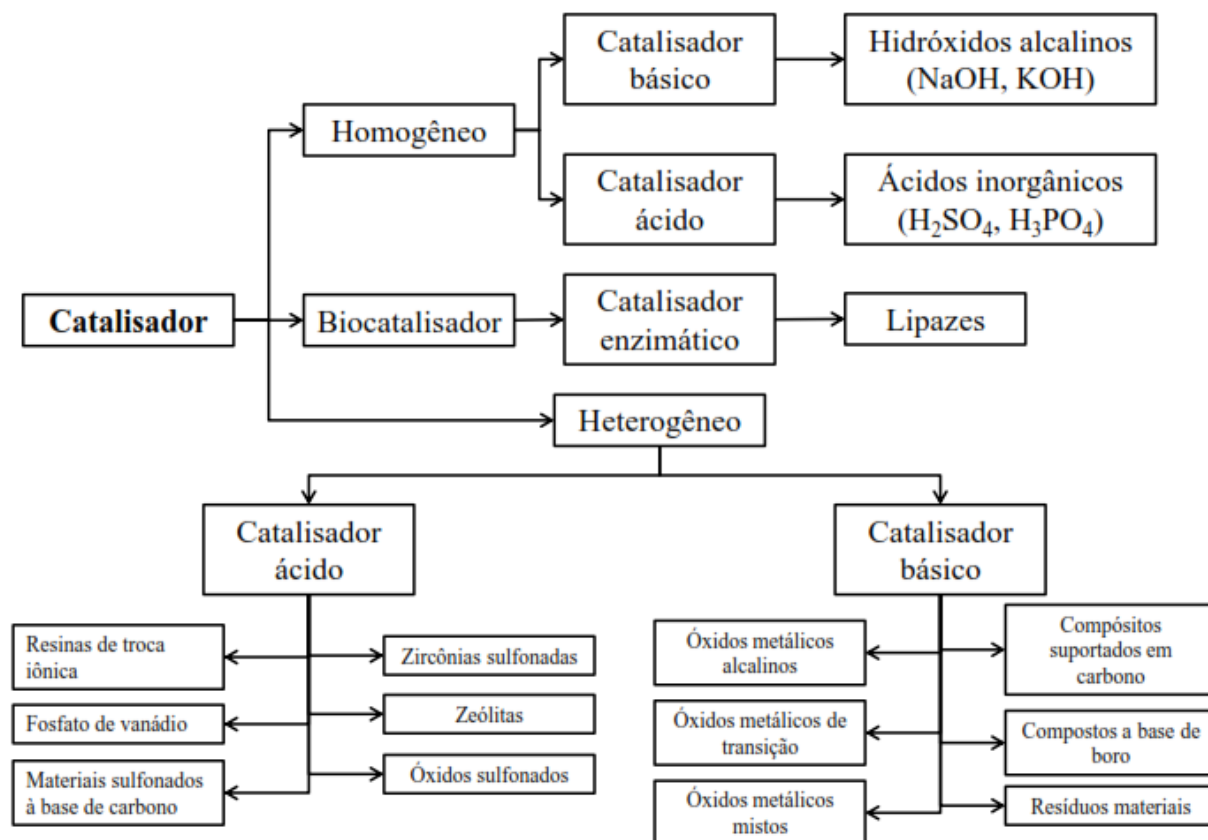 Catalisador
básico
Hidróxidos alcalinos
(NaOH, KOH)
Homogêneo
Catalisador
ácido
Ácidos inorgânicos
(H₂SO₄, H₃PO₄)
Catalisador
Biocatalisador
Catalisador
enzimático
Lipazes
Heterogêneo
Catalisador
ácido
Catalisador
básico
Resinas de troca
iônica
Zircônias sulfonadas
Fosfato de vanádio
Zeólitas
Materiais sulfonados
à base de carbono
Óxidos sulfonados
Óxidos metálicos
alcalinos
Compósitos
suportados em
carbono
Óxidos metálicos de
transição
Compostos a base de
boro
Óxidos metálicos
mistos
Resíduos materiais